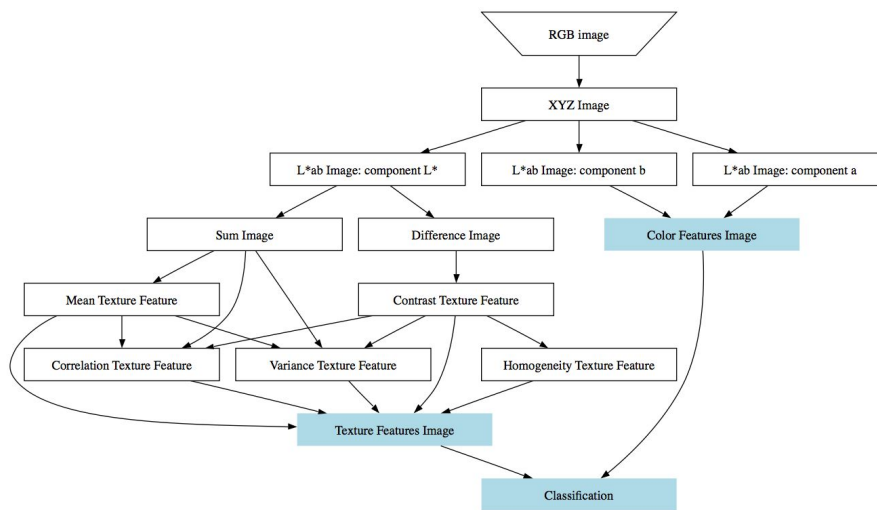 RGB image
XYZ Image
L*ab Image: component L*
L*ab Image: component b
L*ab Image: component a
Sum Image
Difference Image
Color Features Image
Mean Texture Feature
Contrast Texture Feature
Correlation Texture Feature
Variance Texture Feature
Homogeneity Texture Feature
Texture Features Image
Classification